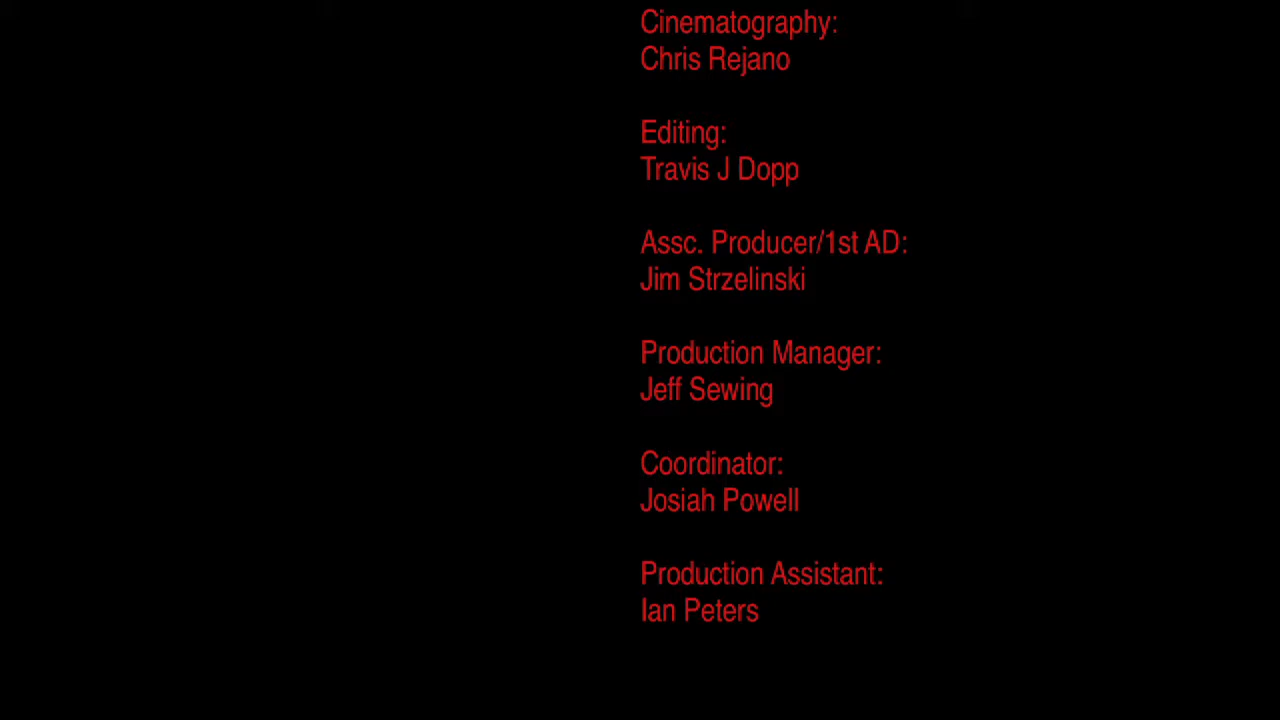 Cinematography:
Chris Rejano
Editing:
Travis J Dopp
Assc. Producer/1st AD:
Jim Strzelinski
Production Manager:
Jeff Sewing
Coordinator:
Josiah Powell
Production Assistant:
Ian Peters